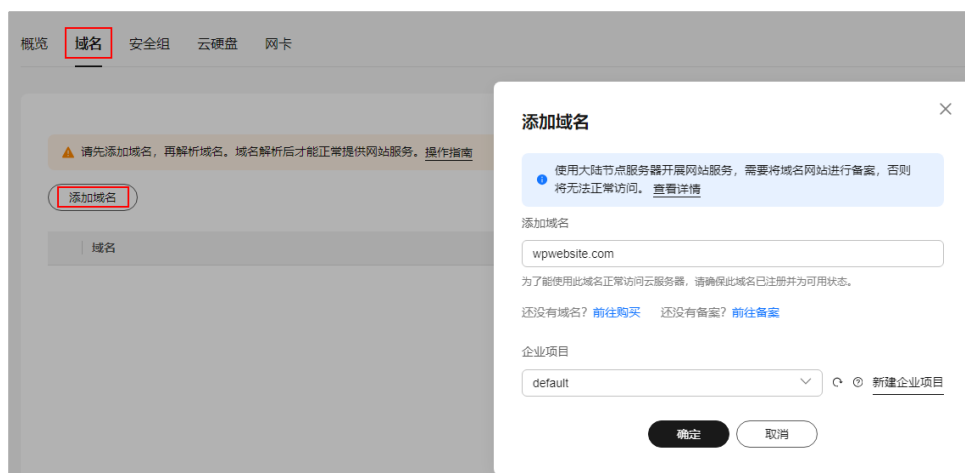 概览 域名 安全组 云硬盘 网卡
请先添加域名，再解析域名。域名解析后才能正常提供网站服务。操作指南
添加域名
域名
添加域名
使用大陆节点服务器开展网站服务，需要将域名网站进行备案，否则
将无法正常访问。 查看详情
添加域名
wpwebsite.com
为了能使用此域名正常访问云服务器，请确保此域名已注册并为可用状态。
还没有域名？前往购买 还没有备案？前往备案
企业项目
default 新建企业项目
确定 取消